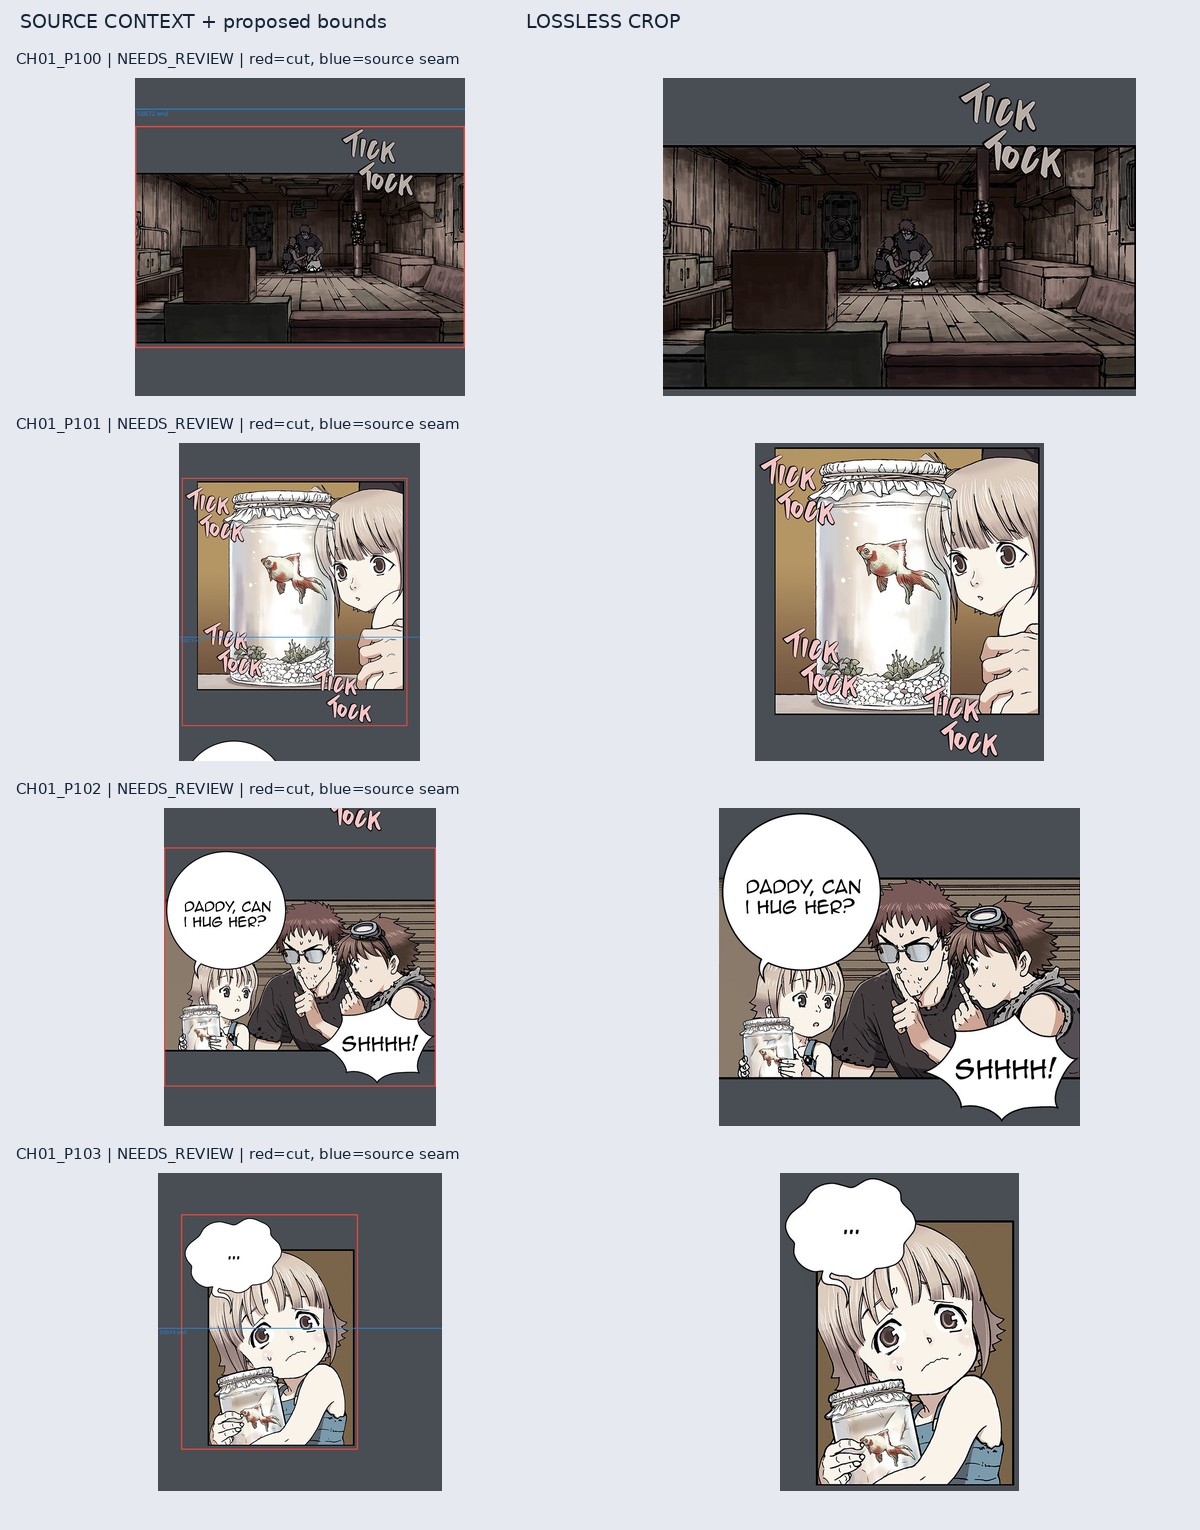 SOURCE CONTEXT + proposed bounds
LOSSLESS CROP
CH01_P100 | NEEDS_REVIEW | red=cut, blue=source seam
TICK
TOCK
TICK
TOCK
CH01_P101 | NEEDS_REVIEW | red=cut, blue=source seam
TICK
TOCK
TICK
TOCK
TICK
TOCK
TICK
TOCK
TICK
TOCK
TICK
TOCK
CH01_P102 | NEEDS_REVIEW | red=cut, blue=source seam
TOCK
DADDY, CAN
I HUG HER?
SHHHH!
DADDY, CAN
I HUG HER?
SHHHH!
CH01_P103 | NEEDS_REVIEW | red=cut, blue=source seam
...
...